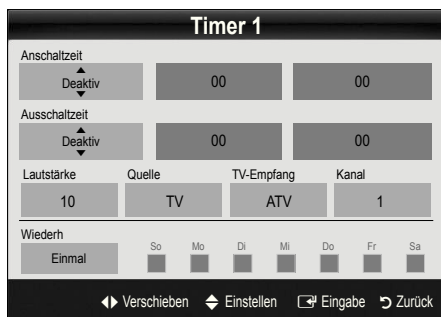 Timer 1
Anschaltzeit
Deaktiv 00 00
Ausschaltzeit
Deaktiv 00 00
Lautstärke Quelle TV-Empfang Kanal
10 TV ATV 1
Wiederh So Mo Di Mi Do Fr Sa
Einmal
Verschieben Einstellen Eingabe Zurück